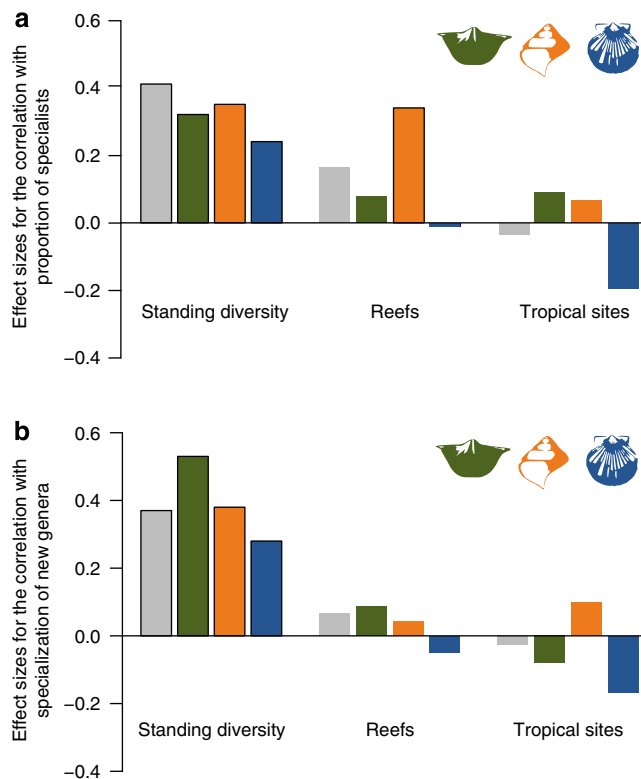 a
Effect sizes for the correlation with
proportion of specialists
0.6
0.4
0.2
0.0
−0.2
−0.4
Standing diversity
Reefs
Tropical sites
b
Effect sizes for the correlation with
specialization of new genera
0.6
0.4
0.2
0.0
−0.2
−0.4
Standing diversity
Reefs
Tropical sites